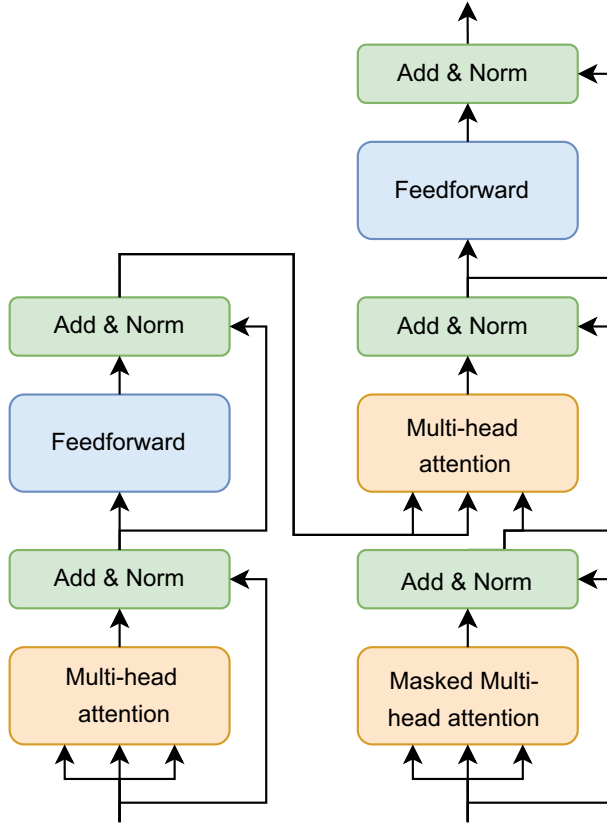 Add & Norm
Feedforward
Add & Norm
Multi-head
attention
Add & Norm
Masked Multi-
head attention
Add & Norm
Feedforward
Add & Norm
Multi-head
attention